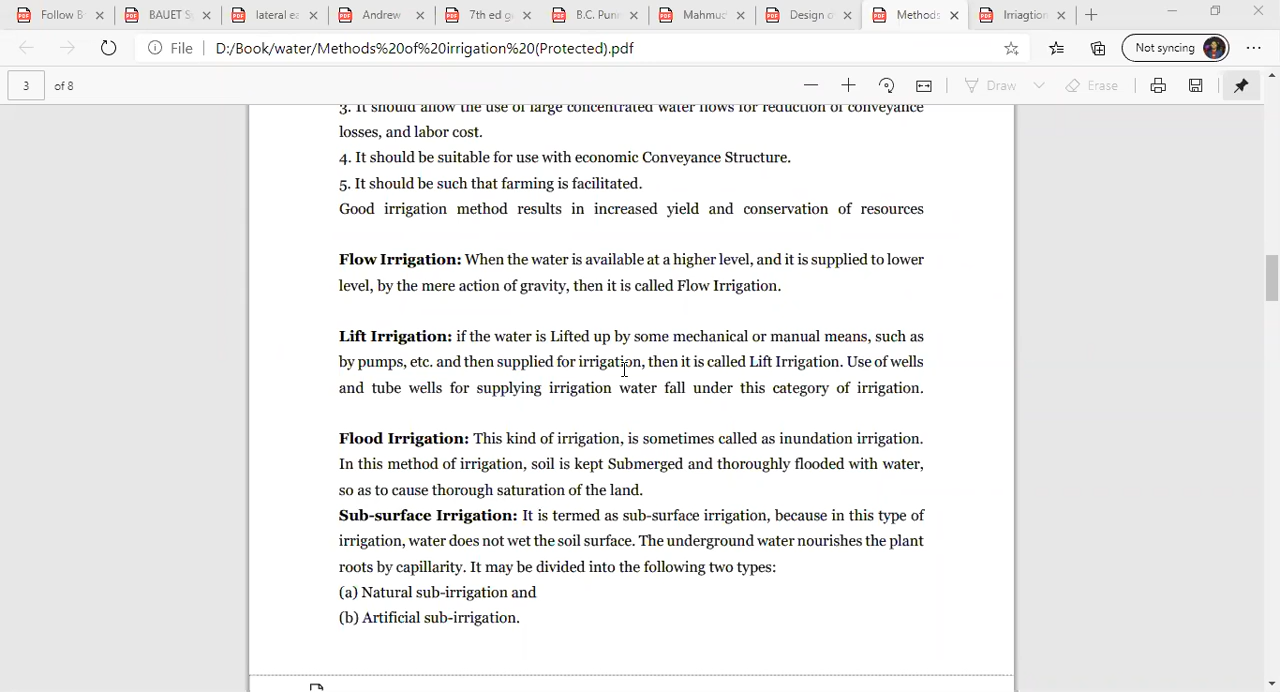 Follow B
BAUET S
lateral ea
Andrew
7th ed g
B.C. Punn
Mahmud
Design o
Methods
Irriagtion
File
D:/Book/water/Methods%20of%20irrigation%20(Protected).pdf
Not syncing
3 of 8
Draw
Erase
3. It should allow the use of large concentrated water flows for reduction of conveyance
losses, and labor cost.
4. It should be suitable for use with economic Conveyance Structure.
5. It should be such that farming is facilitated.
Good irrigation method results in increased yield and conservation of resources
Flow Irrigation: When the water is available at a higher level, and it is supplied to lower
level, by the mere action of gravity, then it is called Flow Irrigation.
Lift Irrigation: if the water is Lifted up by some mechanical or manual means, such as
by pumps, etc. and then supplied for irrigation, then it is called Lift Irrigation. Use of wells
and tube wells for supplying irrigation water fall under this category of irrigation.
Flood Irrigation: This kind of irrigation, is sometimes called as inundation irrigation.
In this method of irrigation, soil is kept Submerged and thoroughly flooded with water,
so as to cause thorough saturation of the land.
Sub-surface Irrigation: It is termed as sub-surface irrigation, because in this type of
irrigation, water does not wet the soil surface. The underground water nourishes the plant
roots by capillarity. It may be divided into the following two types:
(a) Natural sub-irrigation and
(b) Artificial sub-irrigation.